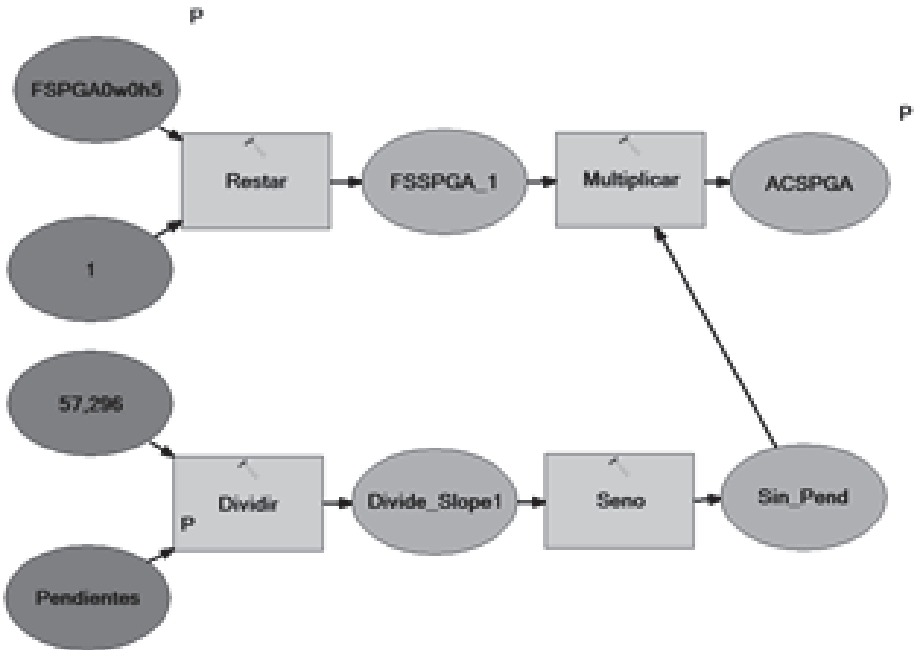 P
FSPGA0w0h5
P
Restar
FSSPGA_1
Multiplicar
ACSPGA
1
57,296
Dividir
P
Divide_Slope1
Seno
Sin_Pend
Pendientes